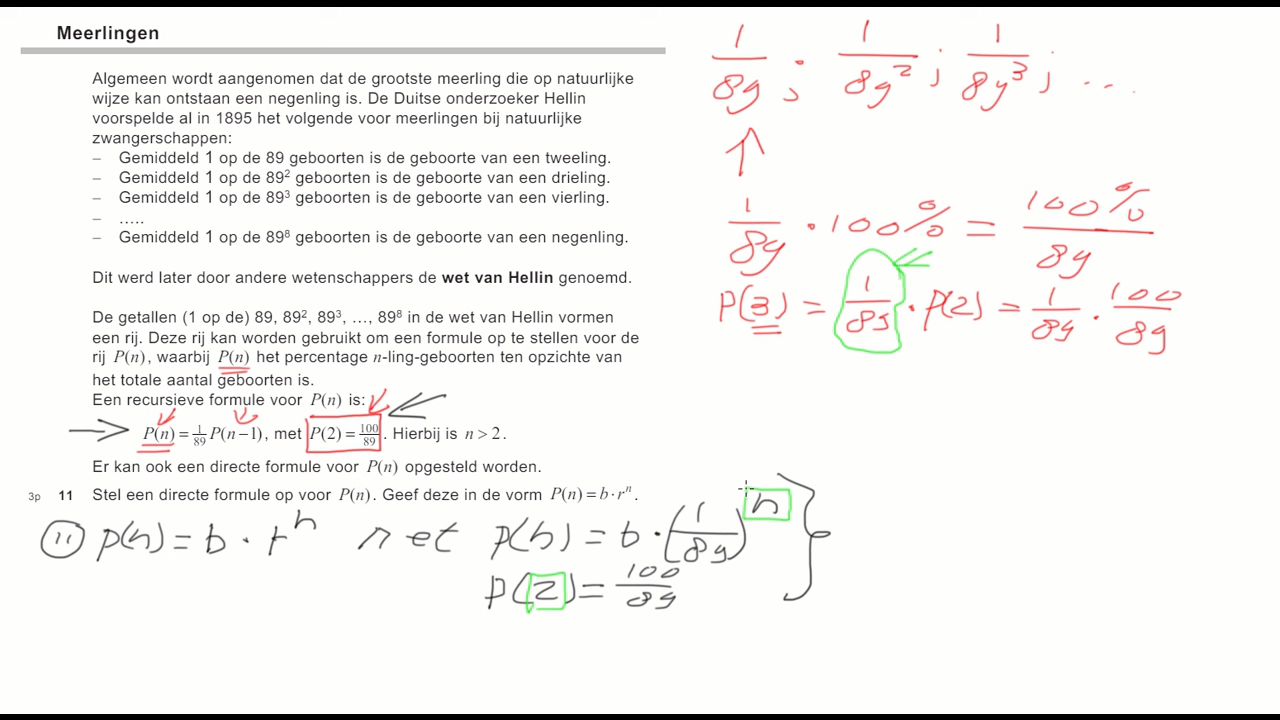 Meerlingen
Algemeen wordt aangenomen dat de grootste meerling die op natuurlijke
wijze kan ontstaan een negenling is. De Duitse onderzoeker Hellin
voorspelde al in 1895 het volgende voor meerlingen bij natuurlijke
zwangerschappen:
– Gemiddeld 1 op de 89 geboorten is de geboorte van een tweeling.
– Gemiddeld 1 op de 89² geboorten is de geboorte van een drieling.
– Gemiddeld 1 op de 89³ geboorten is de geboorte van een vierling.
– …..
– Gemiddeld 1 op de 89⁸ geboorten is de geboorte van een negenling.
Dit werd later door andere wetenschappers de wet van Hellin genoemd.
De getallen (1 op de) 89, 89², 89³, …, 89⁸ in de wet van Hellin vormen
een rij. Deze rij kan worden gebruikt om een formule op te stellen voor de
rij P(n), waarbij P(n) het percentage n-ling-geboorten ten opzichte van
het totale aantal geboorten is.
Een recursieve formule voor P(n) is:
P(n) = 1/89 P(n−1), met P(2) = 100/89. Hierbij is n > 2.
Er kan ook een directe formule voor P(n) opgesteld worden.
3p 11 Stel een directe formule op voor P(n). Geef deze in de vorm P(n) = b·rⁿ.
1/89 ; 1/89² ; 1/89³ ; ...
1/89 · 100% = 100%/89
P(3) = 1/89 · P(2) = 1/89 · 100/89
11 P(n) = b · rⁿ met P(n) = b · (1/89)ⁿ
P(2) = 100/89